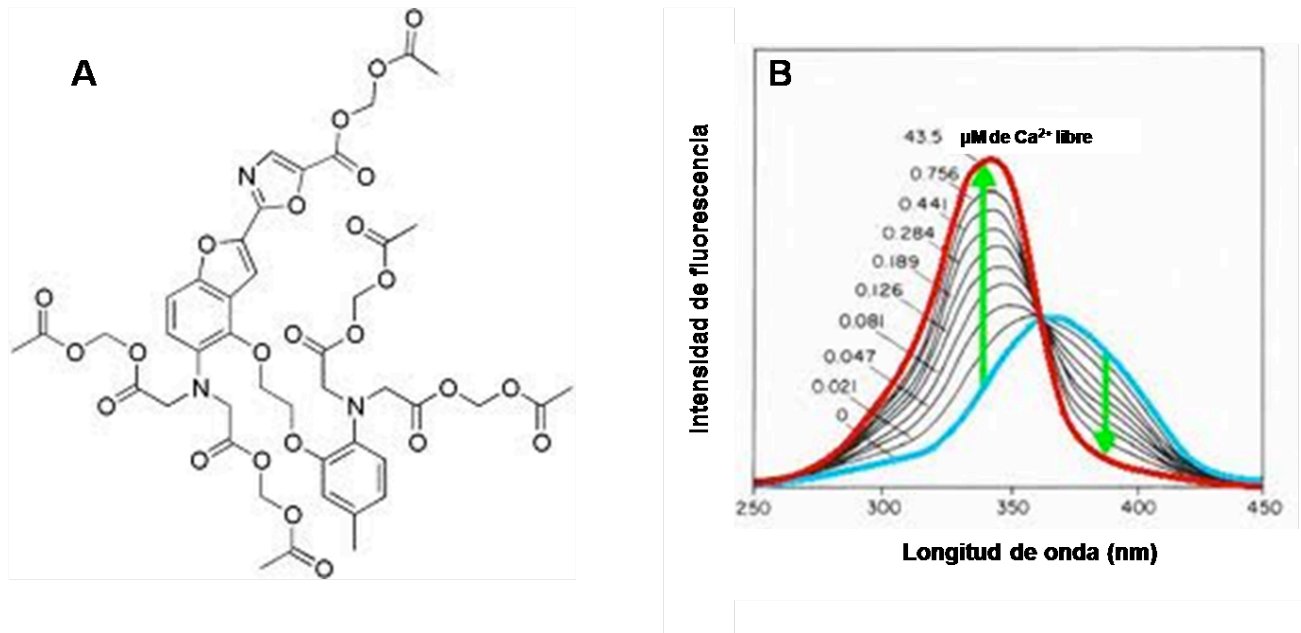 A
O
O
O
O
N
O
O
O
O
O
O
O
O
O
O
O
O
O
N
O
N
O
O
O
O
O
O
O
O
O
B
µM de Ca²⁺ libre
43.5
0.756
0.441
0.284
0.189
0.126
0.081
0.047
0.021
0
Intensidad de fluorescencia
250 300 350 400 450
Longitud de onda (nm)